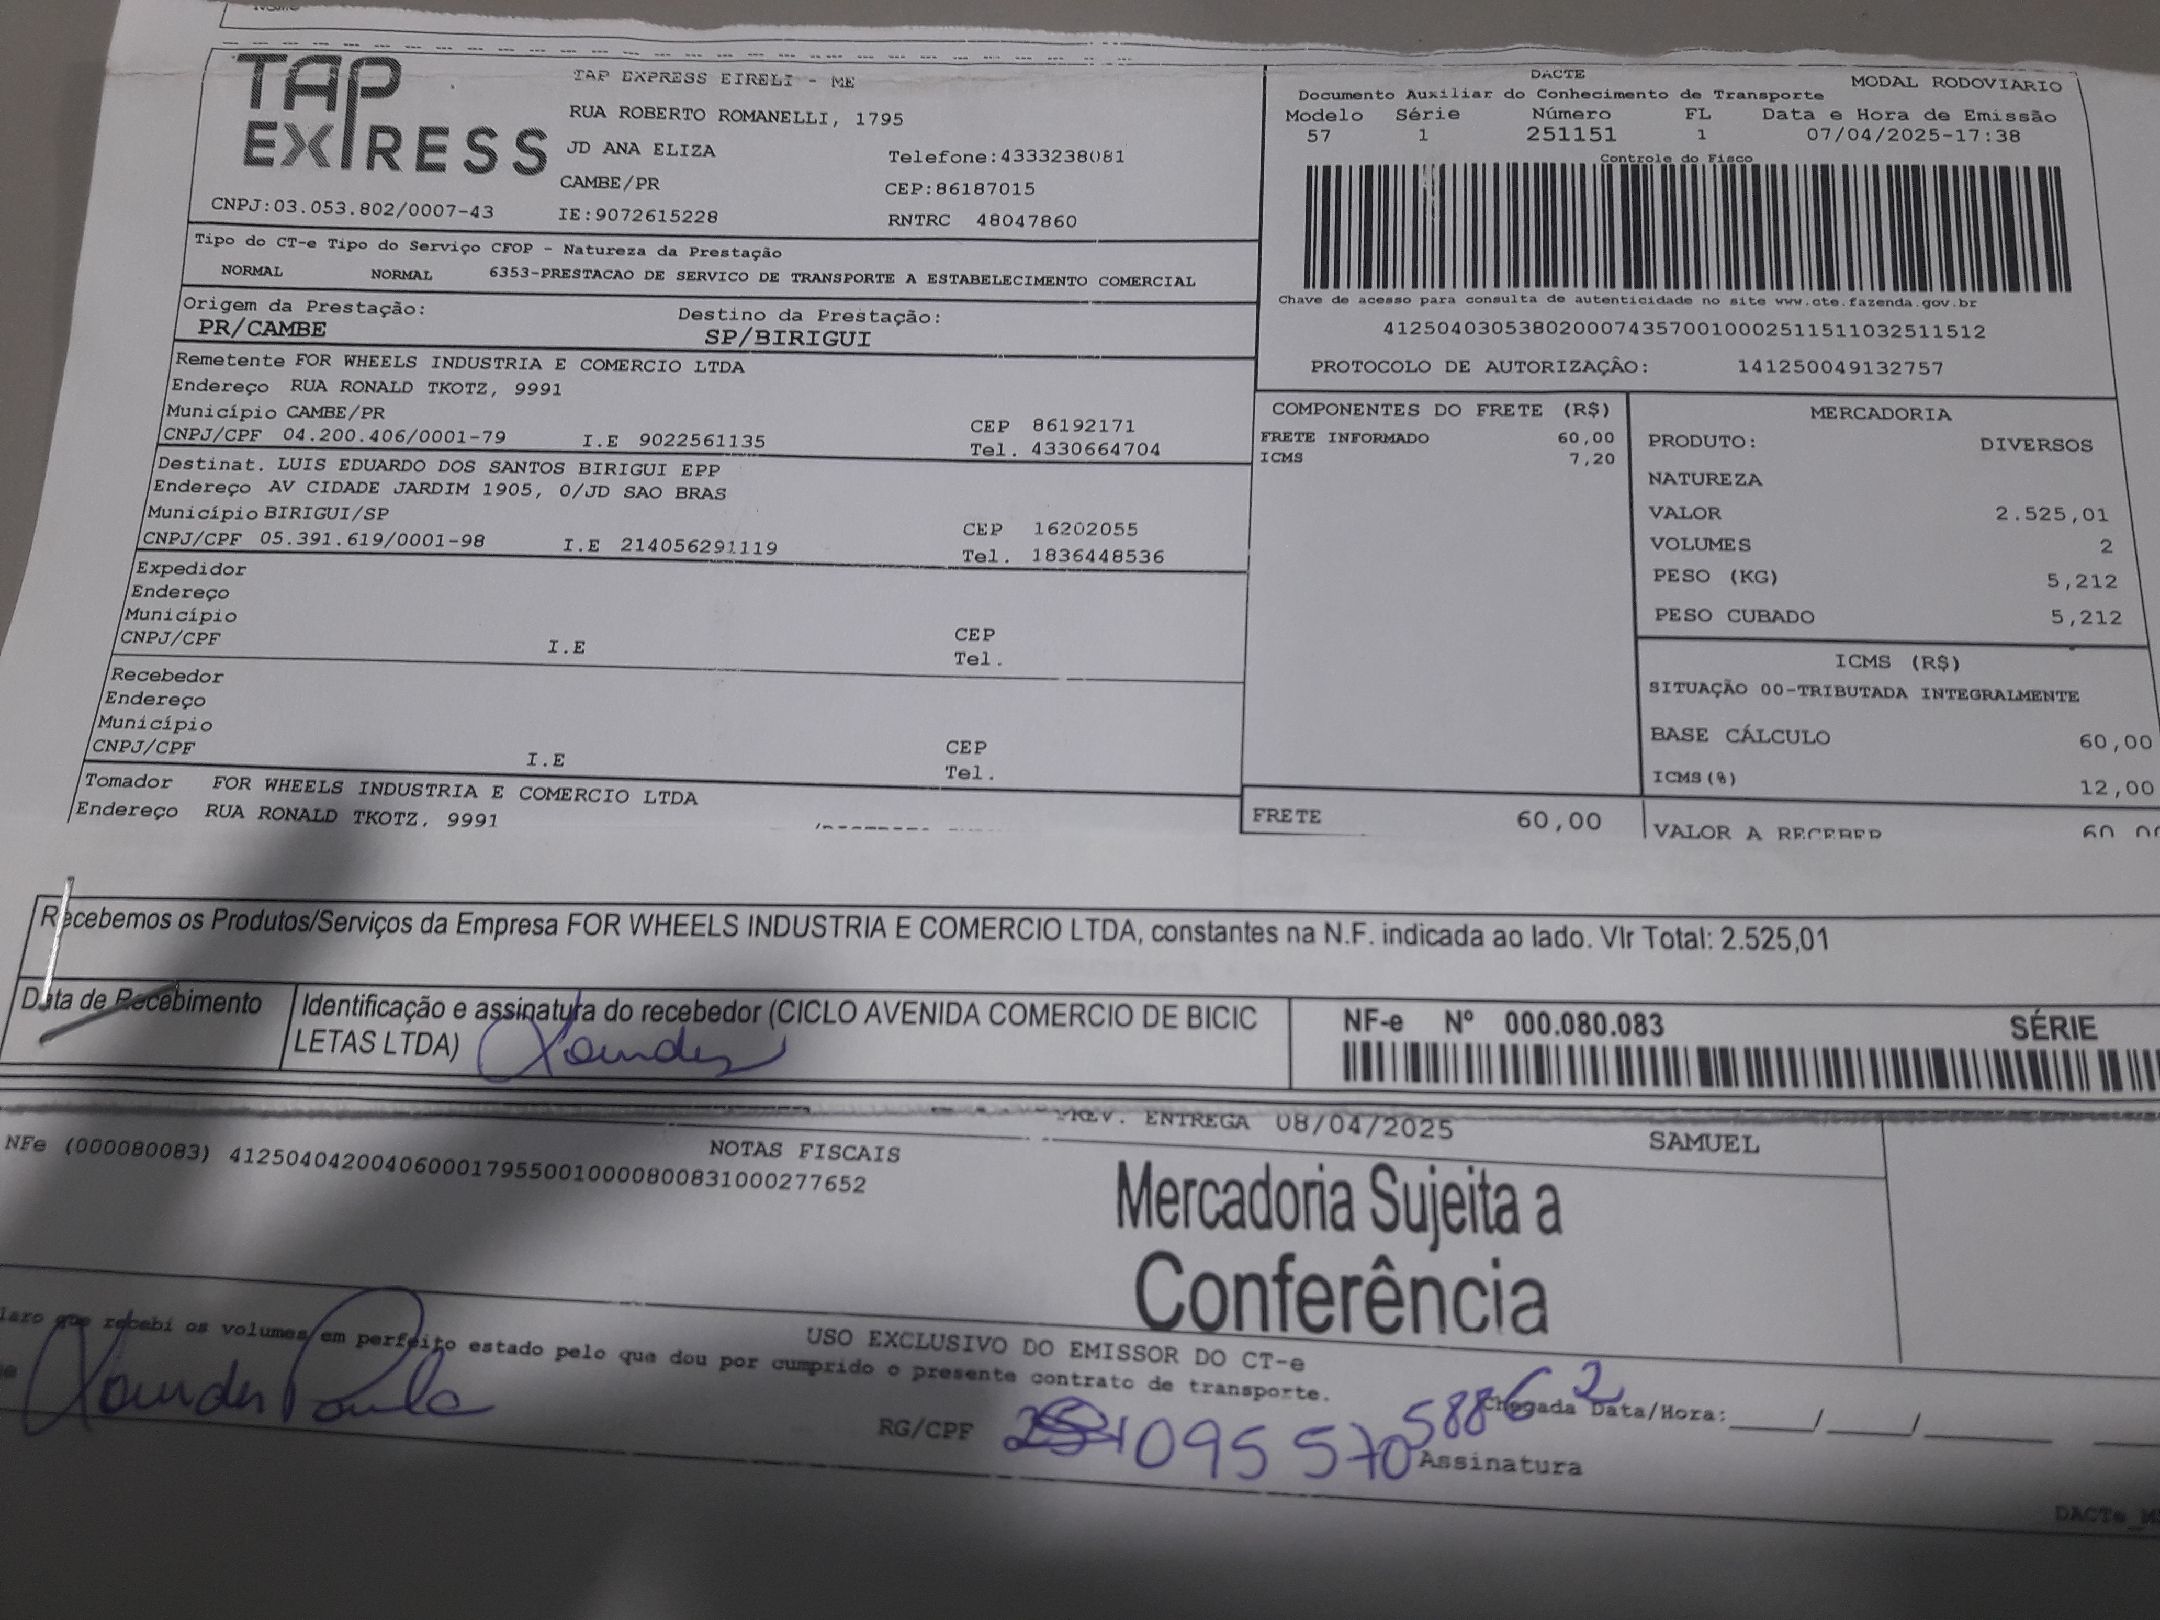 TAP EXPRESS
TAP EXPRESS EIRELI - ME
RUA ROBERTO ROMANELLI, 1795
JD ANA ELIZA Telefone:4333238081
CAMBE/PR CEP:86187015
CNPJ:03.053.802/0007-43 IE:9072615228 RNTRC 48047860
DACTE MODAL RODOVIARIO
Documento Auxiliar do Conhecimento de Transporte
Modelo Série Número FL Data e Hora de Emissão
57 1 251151 1 07/04/2025-17:38
Controle do Fisco
Chave de acesso para consulta de autenticidade no site www.cte.fazenda.gov.br
41250403053802000743570010002511511032511512
PROTOCOLO DE AUTORIZAÇÃO: 141250049132757
Tipo do CT-e Tipo do Serviço CFOP - Natureza da Prestação
NORMAL NORMAL 6353-PRESTACAO DE SERVICO DE TRANSPORTE A ESTABELECIMENTO COMERCIAL
Origem da Prestação: Destino da Prestação:
PR/CAMBE SP/BIRIGUI
Remetente FOR WHEELS INDUSTRIA E COMERCIO LTDA
Endereço RUA RONALD TKOTZ, 9991
Município CAMBE/PR CEP 86192171
CNPJ/CPF 04.200.406/0001-79 I.E 9022561135 Tel. 4330664704
Destinat. LUIS EDUARDO DOS SANTOS BIRIGUI EPP
Endereço AV CIDADE JARDIM 1905, 0/JD SAO BRAS
Município BIRIGUI/SP CEP 16202055
CNPJ/CPF 05.391.619/0001-98 I.E 214056291119 Tel. 1836448536
Expedidor
Endereço
Município CEP
CNPJ/CPF I.E Tel.
Recebedor
Endereço
Município CEP
CNPJ/CPF I.E Tel.
Tomador FOR WHEELS INDUSTRIA E COMERCIO LTDA
Endereço RUA RONALD TKOTZ, 9991
COMPONENTES DO FRETE (R$)
FRETE INFORMADO 60,00
ICMS 7,20
FRETE 60,00
MERCADORIA
PRODUTO: DIVERSOS
NATUREZA
VALOR 2.525,01
VOLUMES 2
PESO (KG) 5,212
PESO CUBADO 5,212
ICMS (R$)
SITUAÇÃO 00-TRIBUTADA INTEGRALMENTE
BASE CÁLCULO 60,00
ICMS(%) 12,00
VALOR A RECEBER 60,00
Recebemos os Produtos/Serviços da Empresa FOR WHEELS INDUSTRIA E COMERCIO LTDA, constantes na N.F. indicada ao lado. Vlr Total: 2.525,01
Data de Recebimento Identificação e assinatura do recebedor (CICLO AVENIDA COMERCIO DE BICIC
LETAS LTDA)
NF-e Nº 000.080.083 SÉRIE
PREV. ENTREGA 08/04/2025 SAMUEL
NOTAS FISCAIS
NFe (000080083) 41250404200406000179550010000800831000277652
Mercadoria Sujeita a
Conferência
USO EXCLUSIVO DO EMISSOR DO CT-e
laro que recebi os volumes em perfeito estado pelo que dou por cumprido o presente contrato de transporte.
RG/CPF 109557058862 Chegada Data/Hora:____/____/____
Assinatura